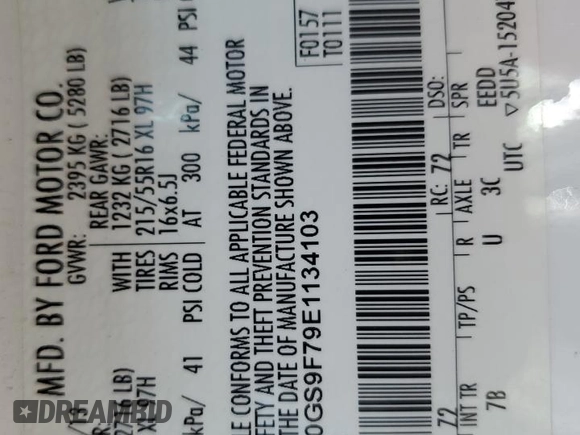 MFD. BY FORD MOTOR CO.
GVWR: 2395 KG ( 5280 LB)
REAR GAWR:
LB) WITH 1232 KG ( 2716 LB)
XL 97H TIRES 215/55R16 XL 97H
RIMS 16x6.5J
kPa/ 41 PSI COLD AT 300 kPa/ 44 PSI
LE CONFORMS TO ALL APPLICABLE FEDERAL MOTOR
FETY AND THEFT PREVENTION STANDARDS IN
THE DATE OF MANUFACTURE SHOWN ABOVE.
F0157
T0111
0GS9F79E1134103
72 RC: 72 DSO:
INT TR TP/PS R AXLE TR SPR
7B U 3C EEDD
UTC ▽5U5A-15204
DREAMBID